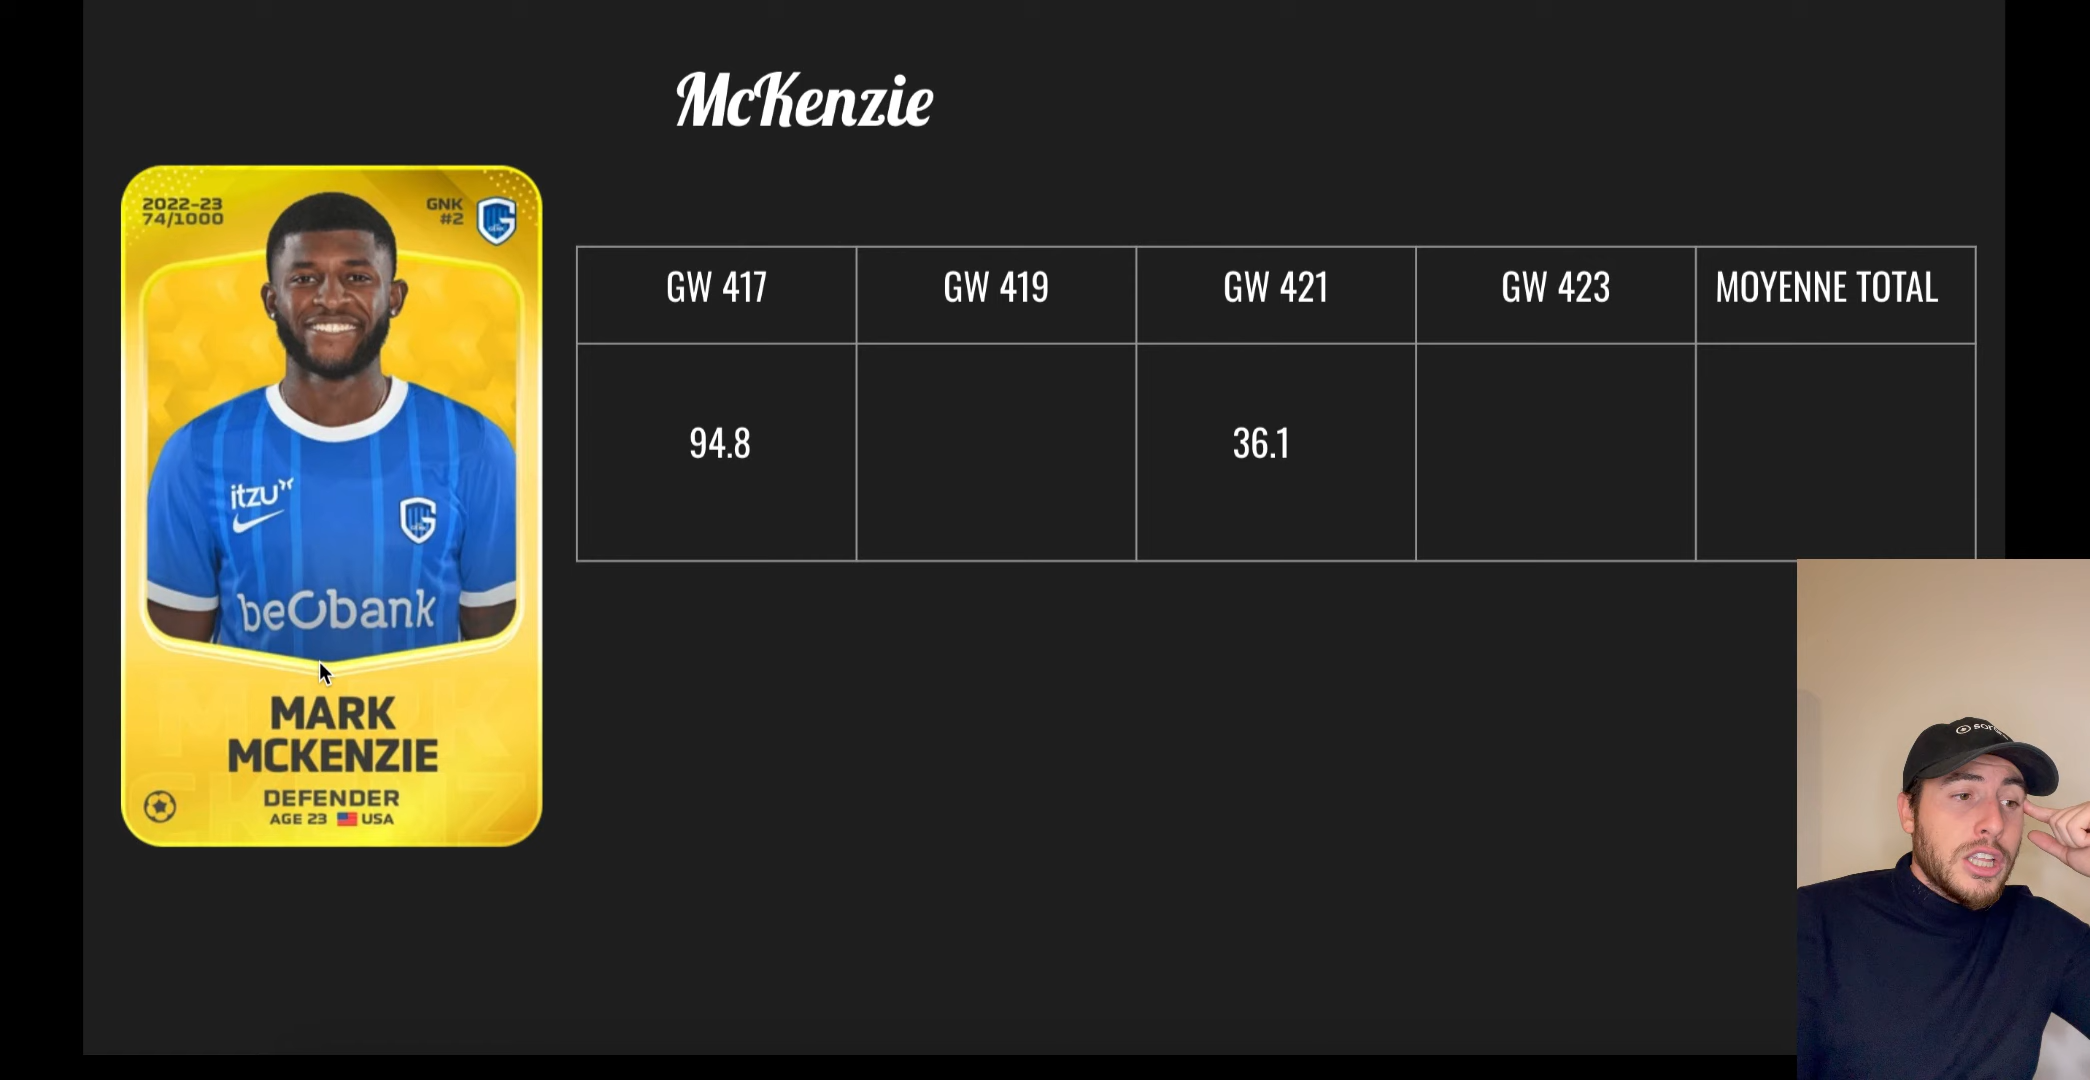 McKenzie
2022-23
74/1000
GNK
#2
GW 417
GW 419
GW 421
GW 423
MOYENNE TOTAL
94.8
36.1
itzu
beobank
MARK
MCKENZIE
DEFENDER
AGE 23 USA